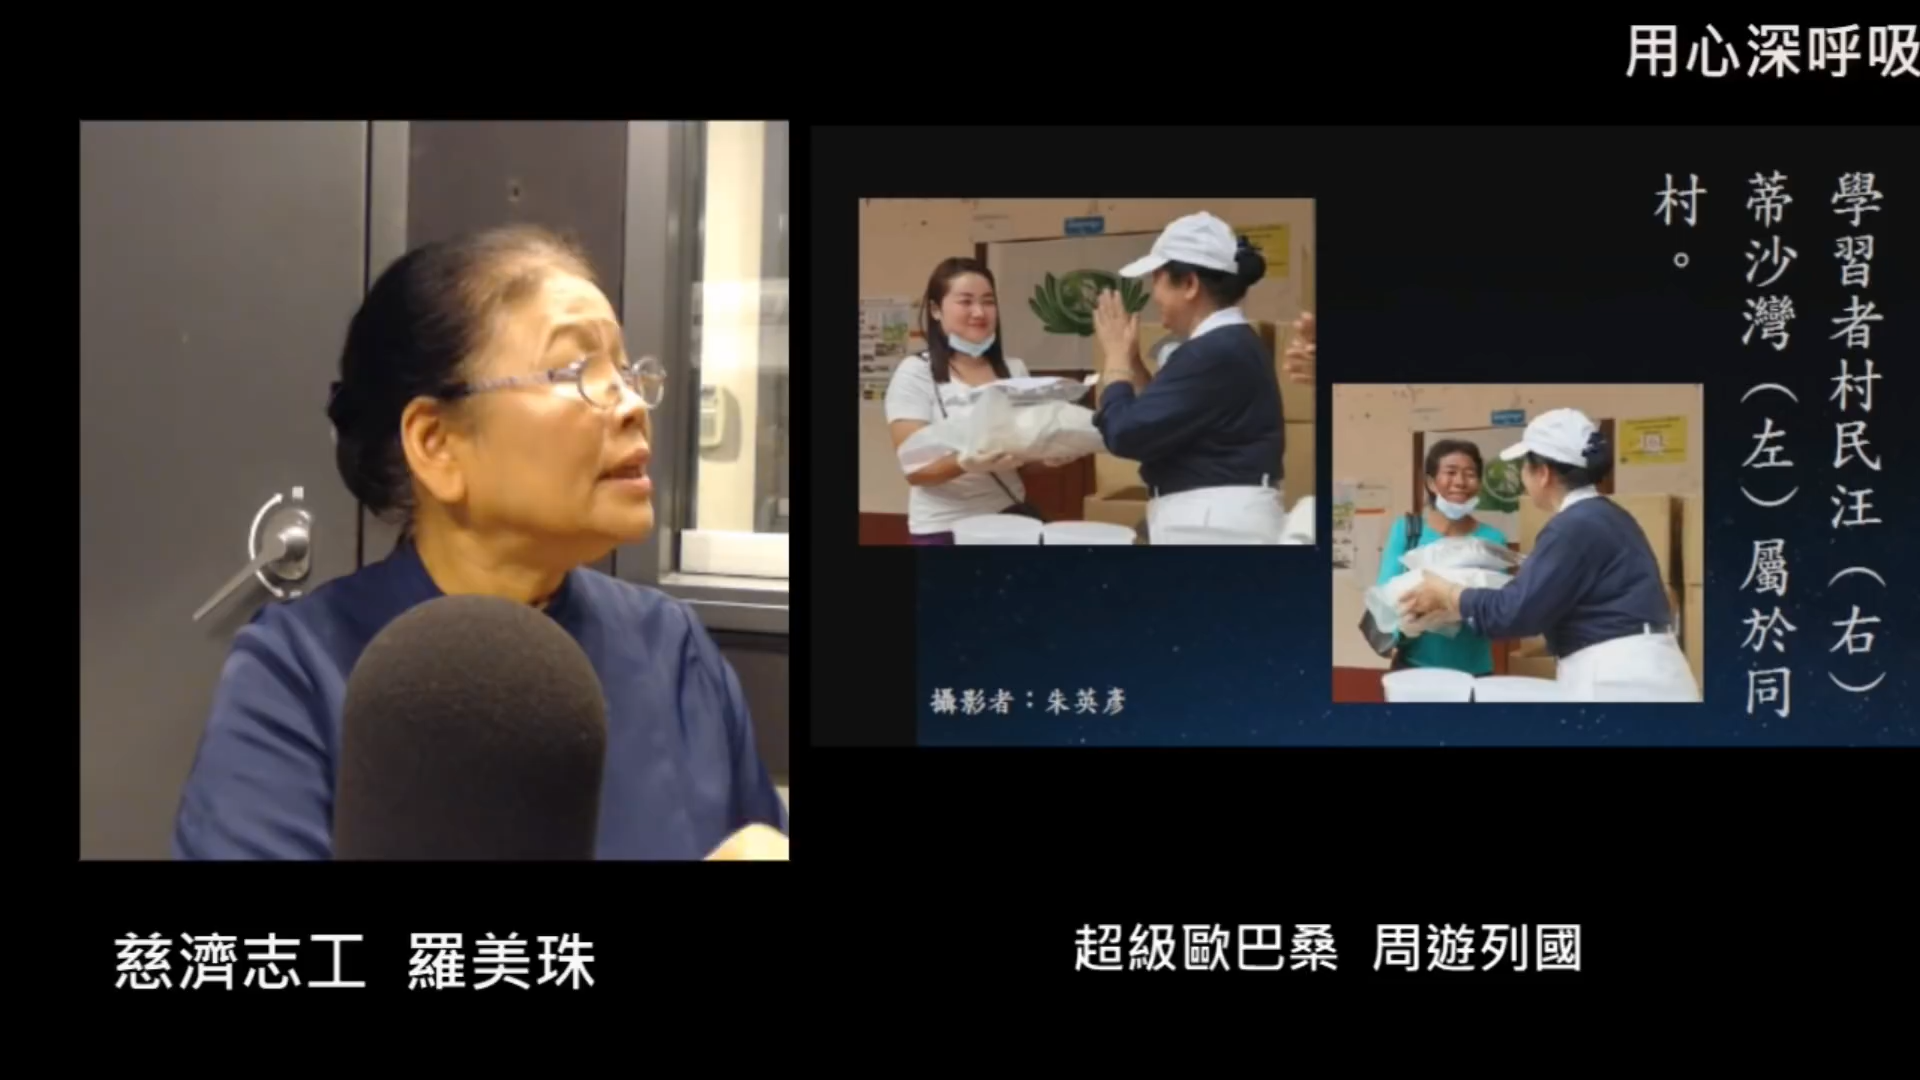 用心深呼吸
學習者村民汪（右）
蒂沙灣（左）屬於同
村。
攝影者：朱英彥
慈濟志工 羅美珠
超級歐巴桑 周遊列國